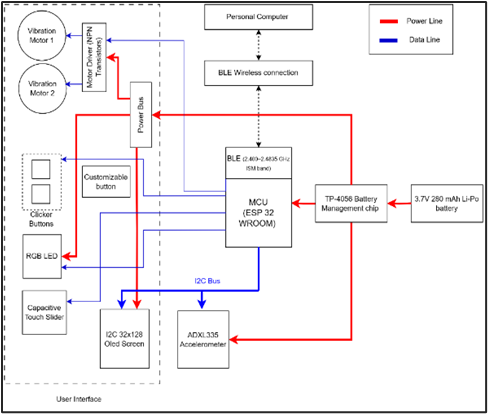 Vibration
Motor 1
Vibration
Motor 2
Motor Driver (NPN
Transistors)
Power Bus
Personal Computer
BLE Wireless connection
Power Line
Data Line
BLE (2.400–2.4835 GHz
ISM band)
MCU
(ESP 32
WROOM)
TP-4056 Battery
Management chip
3.7V 280 mAh Li-Po
battery
Customizable
button
Clicker
Buttons
RGB LED
Capacitive
Touch Slider
I2C Bus
I2C 32x128
Oled Screen
ADXL335
Accelerometer
User Interface